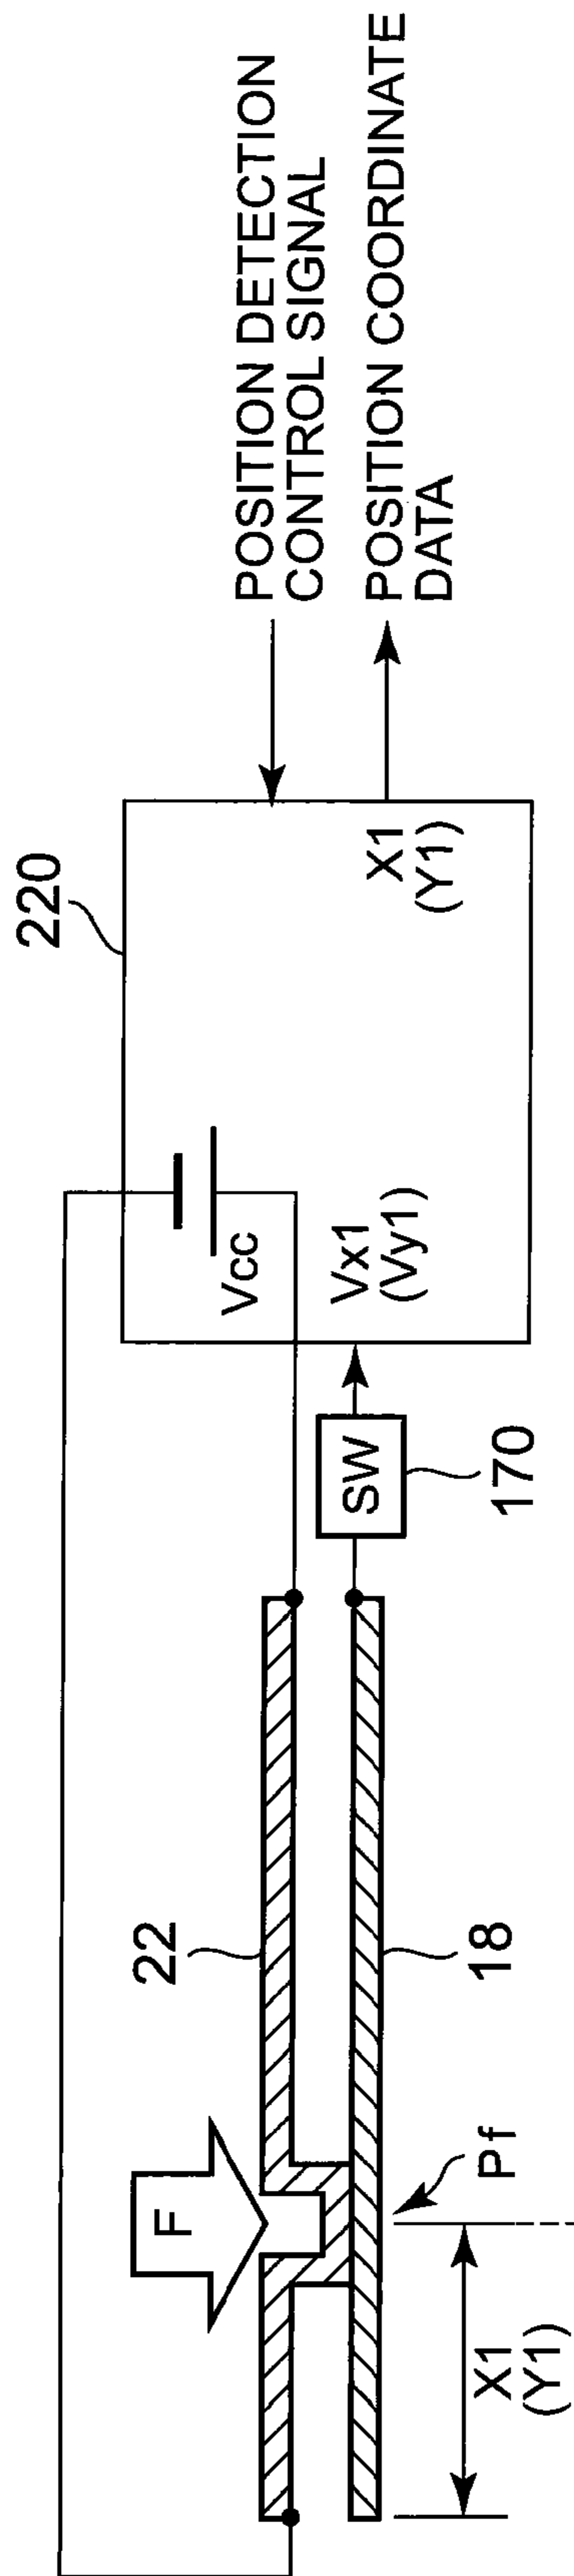 220
POSITION DETECTION
CONTROL SIGNAL
POSITION COORDINATE
DATA
Vcc
Vx1
(Vy1)
X1
(Y1)
SW
170
22
18
F
Pf
X1
(Y1)